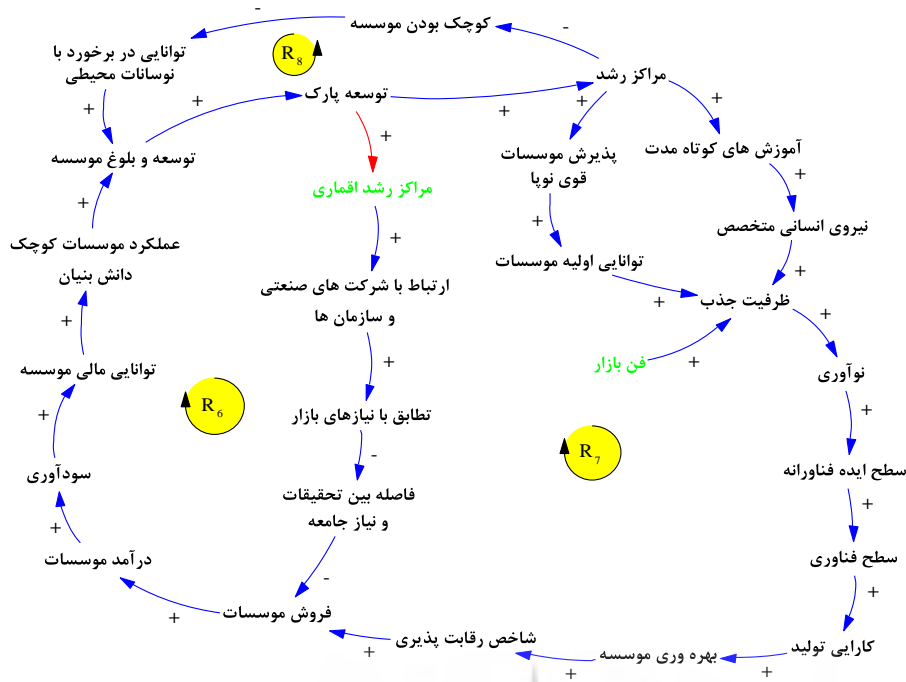 کوچک بودن موسسه
توانایی در برخورد با
نوسانات محیطی
R8
مراکز رشد
توسعه پارک
توسعه و بلوغ موسسه
پذیرش موسسات
قوی نوپا
آموزش های کوتاه مدت
مراکز رشد اقماری
نیروی انسانی متخصص
عملکرد موسسات کوچک
دانش بنیان
توانایی اولیه موسسات
ارتباط با شرکت های صنعتی
و سازمان ها
ظرفیت جذب
فن بازار
توانایی مالی موسسه
نوآوری
R6
تطابق با نیازهای بازار
R7
سطح ایده فناورانه
سودآوری
فاصله بین تحقیقات
و نیاز جامعه
درآمد موسسات
سطح فناوری
فروش موسسات
شاخص رقابت پذیری
بهره وری موسسه
کارایی تولید